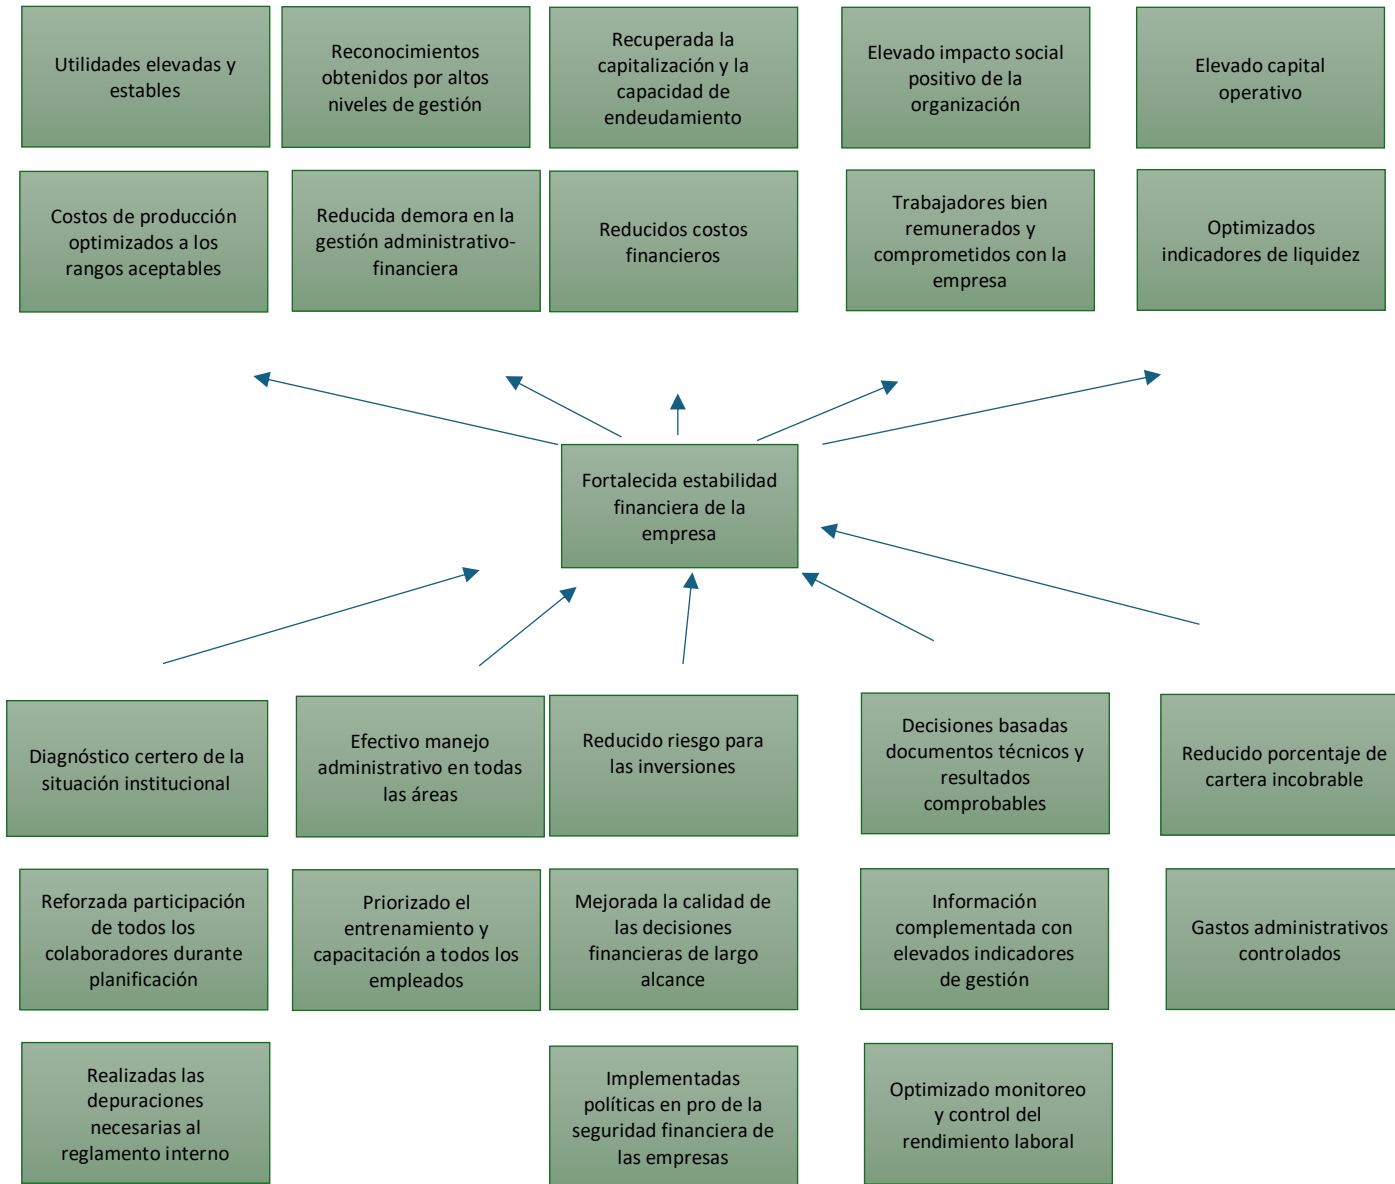 Utilidades elevadas y
estables
Reconocimientos
obtenidos por altos
niveles de gestión
Recuperada la
capitalización y la
capacidad de
endeudamiento
Elevado impacto social
positivo de la
organización
Elevado capital
operativo
Costos de producción
optimizados a los
rangos aceptables
Reducida demora en la
gestión administrativo-
financiera
Reducidos costos
financieros
Trabajadores bien
remunerados y
comprometidos con la
empresa
Optimizados
indicadores de liquidez
Fortalecida estabilidad
financiera de la
empresa
Diagnóstico certero de la
situación institucional
Efectivo manejo
administrativo en todas
las áreas
Reducido riesgo para
las inversiones
Decisiones basadas
documentos técnicos y
resultados
comprobables
Reducido porcentaje de
cartera incobrable
Reforzada participación
de todos los
colaboradores durante
planificación
Priorizado el
entrenamiento y
capacitación a todos los
empleados
Mejorada la calidad de
las decisiones
financieras de largo
alcance
Información
complementada con
elevados indicadores
de gestión
Gastos administrativos
controlados
Realizadas las
depuraciones
necesarias al
reglamento interno
Implementadas
políticas en pro de la
seguridad financiera de
las empresas
Optimizado monitoreo
y control del
rendimiento laboral